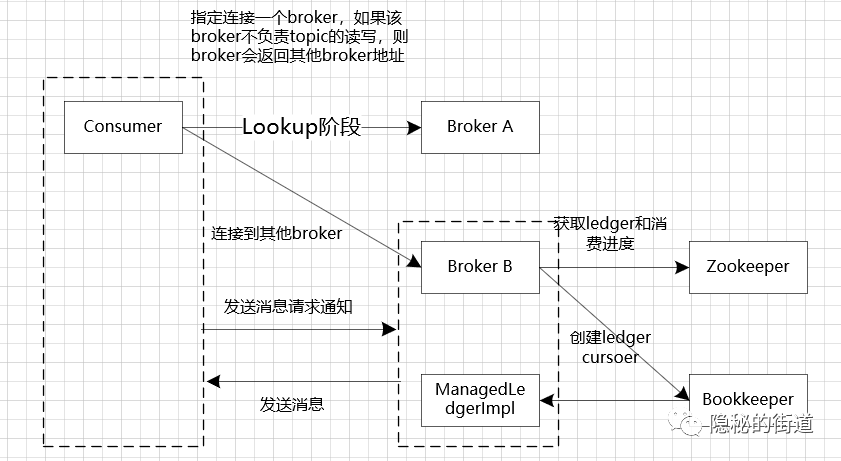 指定连接一个broker，如果该
broker不负责topic的读写，则
broker会返回其他broker地址
Consumer
Lookup阶段
Broker A
连接到其他broker
获取ledger和消
费进度
Broker B
Zookeeper
发送消息请求通知
创建ledger
cursoer
发送消息
ManagedLe
dgerImpl
Bookkeeper
隐秘的街道